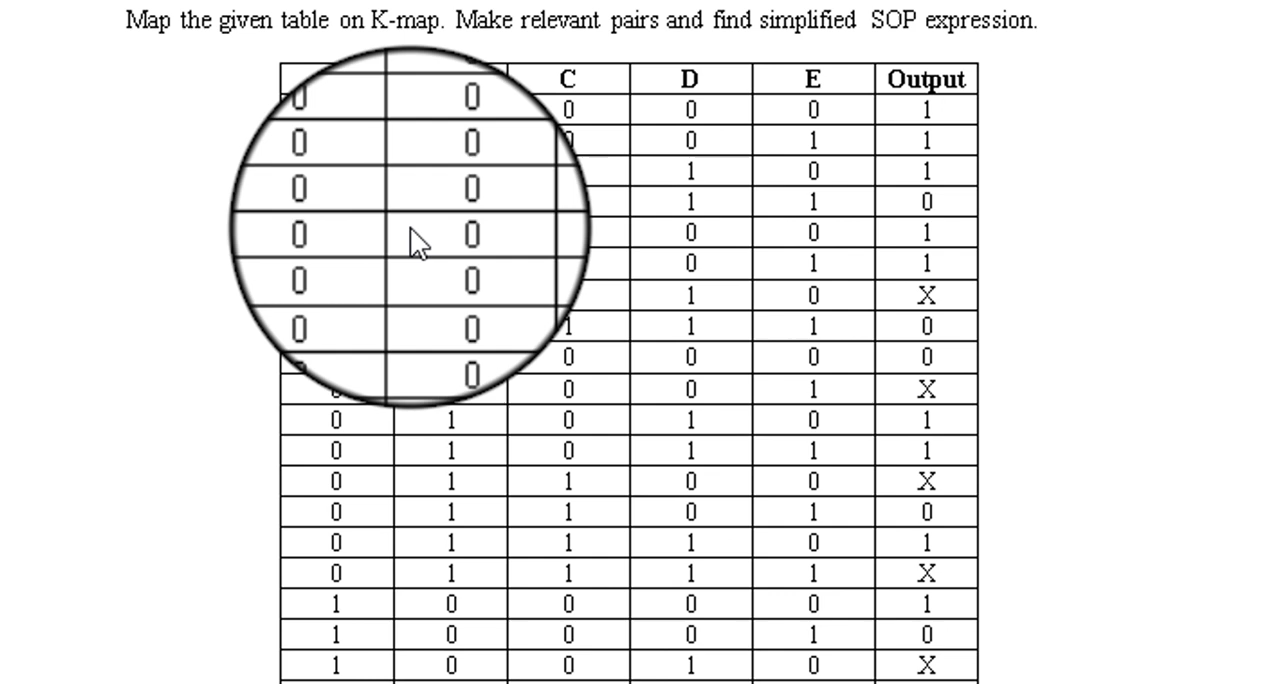 Map the given table on K-map. Make relevant pairs and find simplified SOP expression.
C D E Output
0 0 0 0 0 1
0 0 0 0 1 1
0 0 1 0 1
0 0 1 1 0
0 0 0 0 1
0 0 0 1 1
0 0 1 0 X
1 1 1 0
0 0 0 0
0 0 1 X
0 1 0 1 0 1
0 1 0 1 1 1
0 1 1 0 0 X
0 1 1 0 1 0
0 1 1 1 0 1
0 1 1 1 1 X
1 0 0 0 0 1
1 0 0 0 1 0
1 0 0 1 0 X